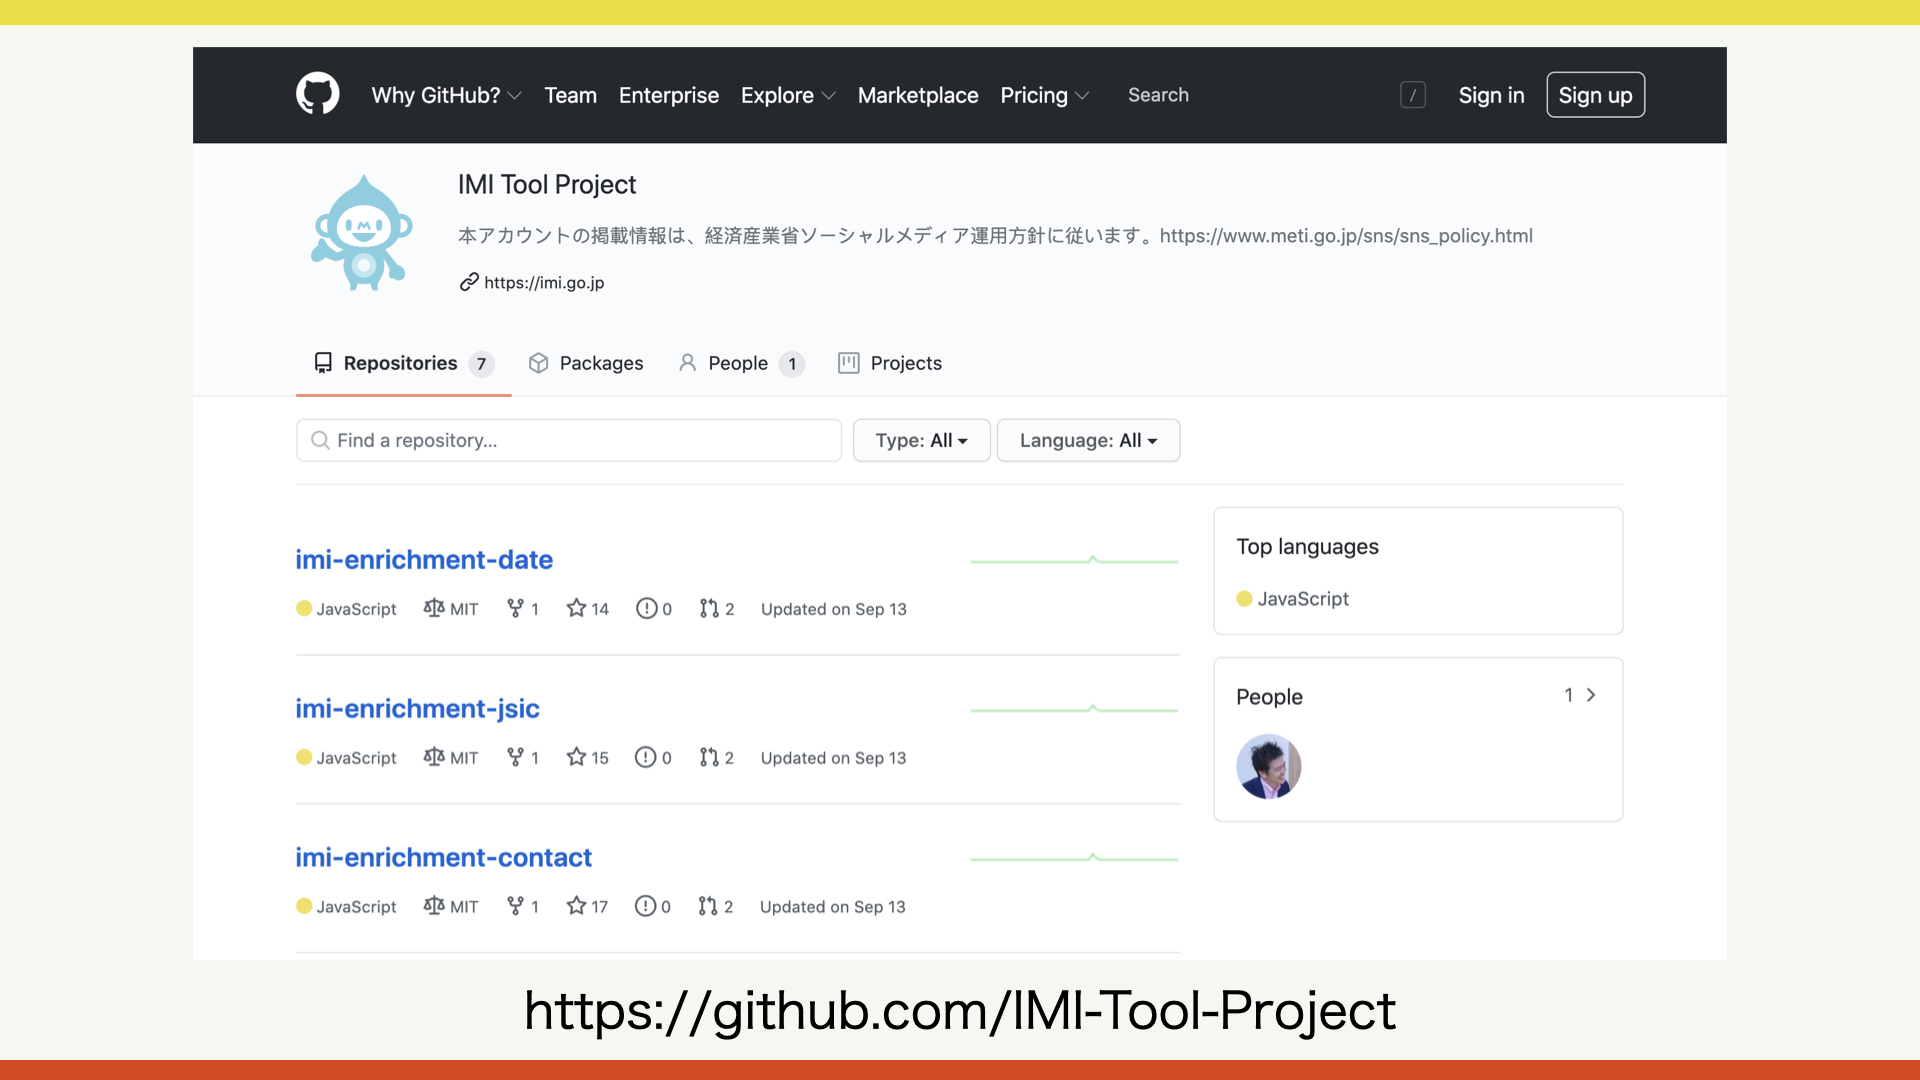 Why GitHub? Team Enterprise Explore Marketplace Pricing Search / Sign in Sign up
IMI Tool Project
本アカウントの掲載情報は、経済産業省ソーシャルメディア運用方針に従います。https://www.meti.go.jp/sns/sns_policy.html
https://imi.go.jp
Repositories 7 Packages People 1 Projects
Find a repository... Type: All Language: All
imi-enrichment-date
JavaScript MIT 1 14 0 2 Updated on Sep 13
imi-enrichment-jsic
JavaScript MIT 1 15 0 2 Updated on Sep 13
imi-enrichment-contact
JavaScript MIT 1 17 0 2 Updated on Sep 13
Top languages
JavaScript
People 1
https://github.com/IMI-Tool-Project